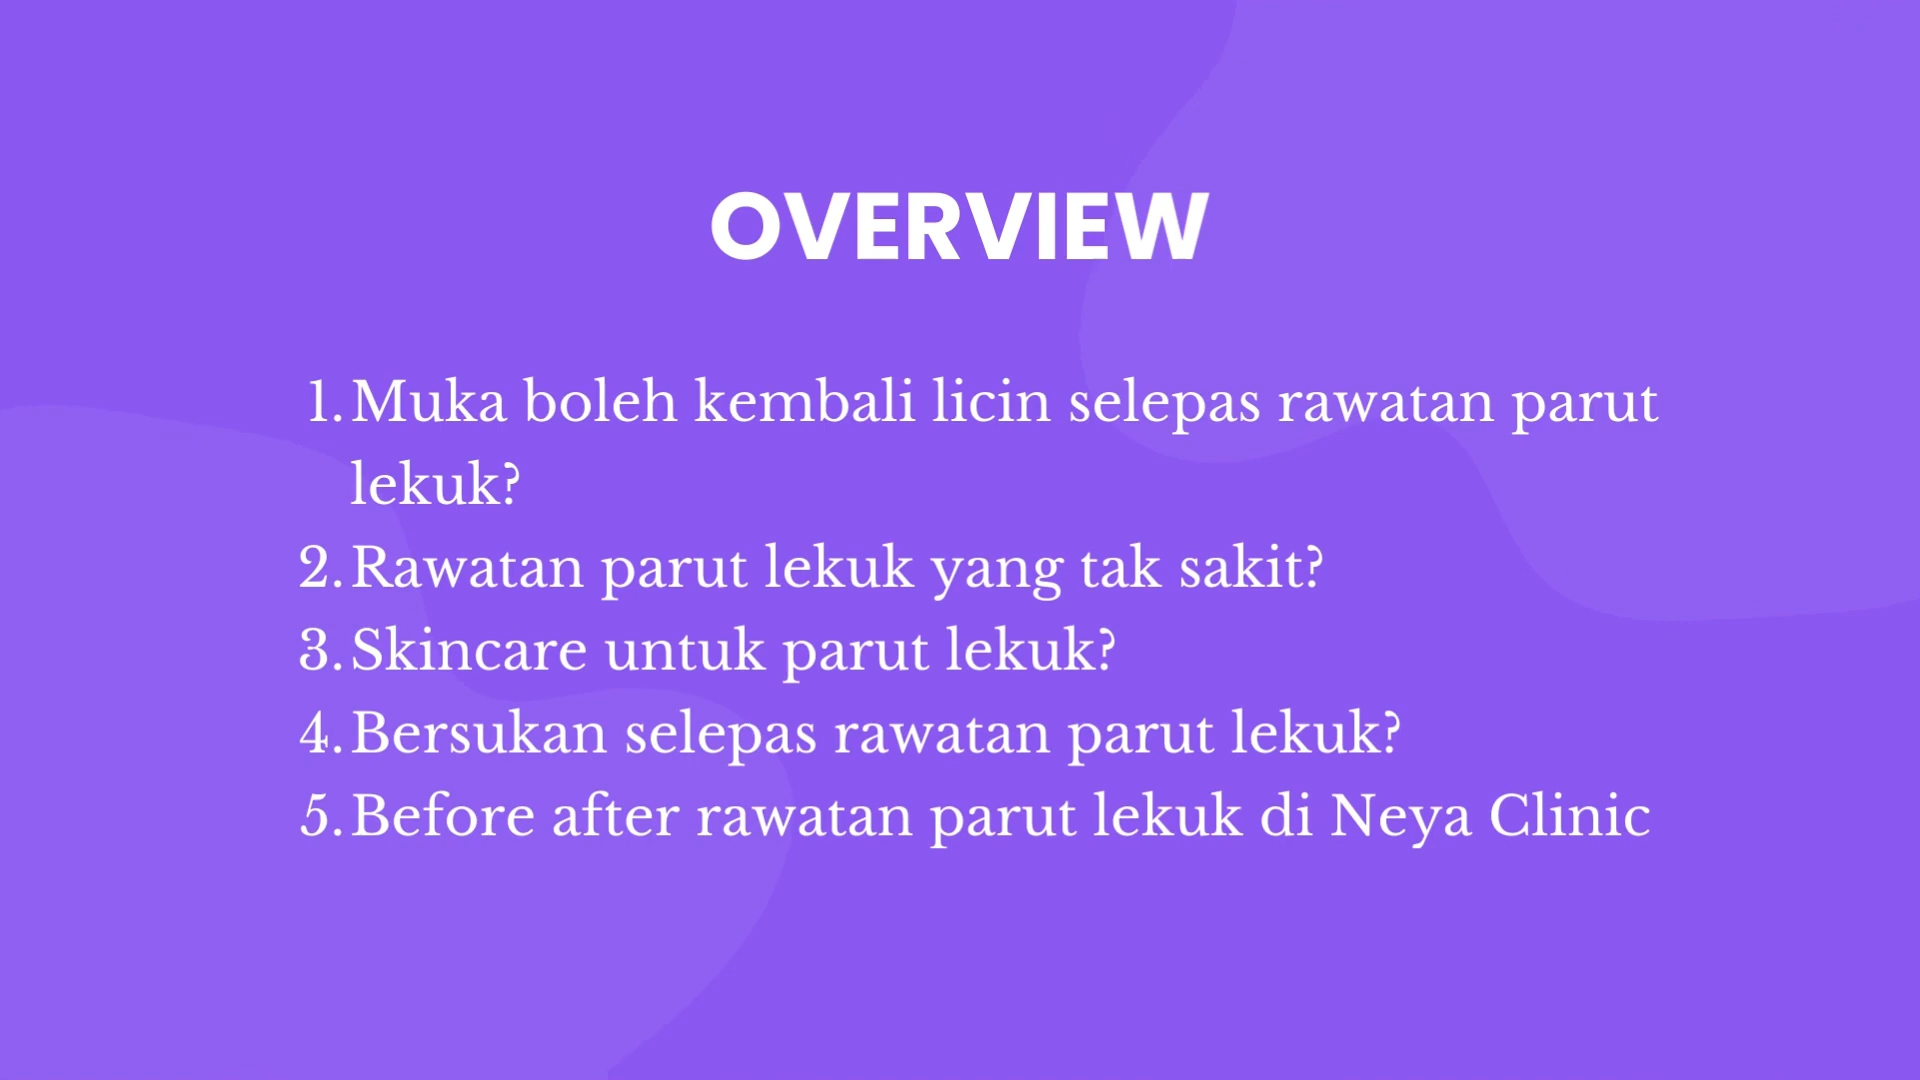 OVERVIEW
1. Muka boleh kembali licin selepas rawatan parut
lekuk?
2. Rawatan parut lekuk yang tak sakit?
3. Skincare untuk parut lekuk?
4. Bersukan selepas rawatan parut lekuk?
5. Before after rawatan parut lekuk di Neya Clinic